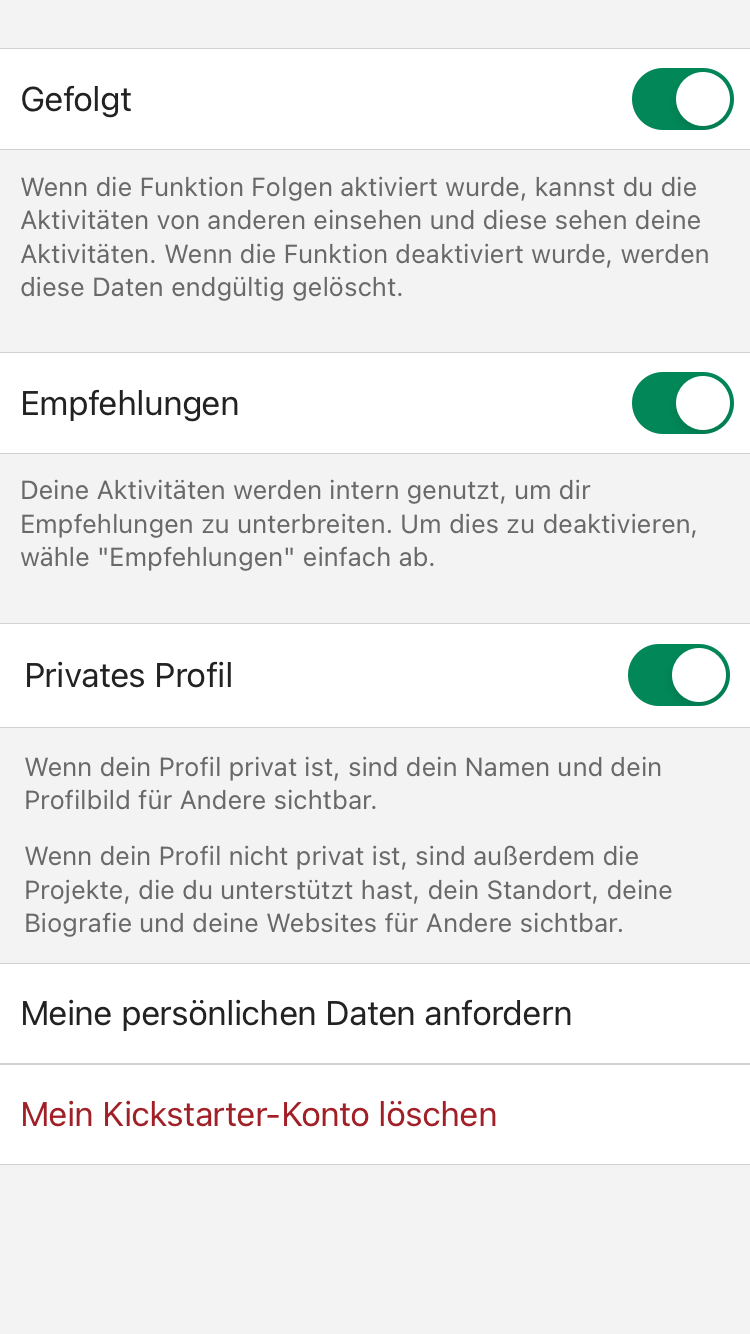 Gefolgt
Wenn die Funktion Folgen aktiviert wurde, kannst du die
Aktivitäten von anderen einsehen und diese sehen deine
Aktivitäten. Wenn die Funktion deaktiviert wurde, werden
diese Daten endgültig gelöscht.
Empfehlungen
Deine Aktivitäten werden intern genutzt, um dir
Empfehlungen zu unterbreiten. Um dies zu deaktivieren,
wähle "Empfehlungen" einfach ab.
Privates Profil
Wenn dein Profil privat ist, sind dein Namen und dein
Profilbild für Andere sichtbar.
Wenn dein Profil nicht privat ist, sind außerdem die
Projekte, die du unterstützt hast, dein Standort, deine
Biografie und deine Websites für Andere sichtbar.
Meine persönlichen Daten anfordern
Mein Kickstarter-Konto löschen